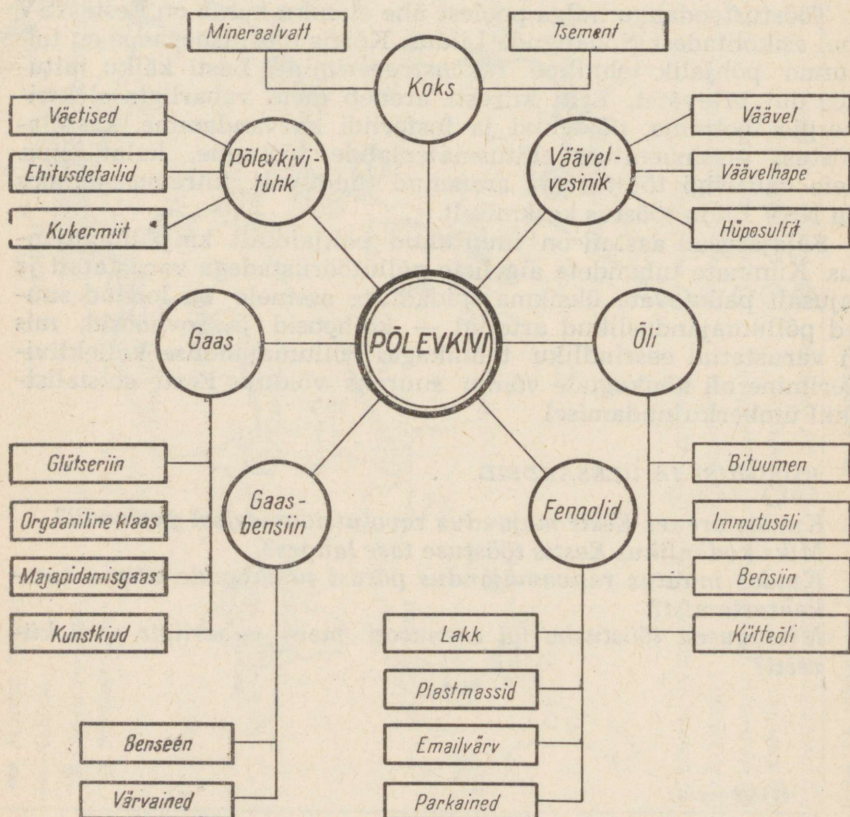 Mineraalvatt
Tsement
Koks
Väetised
Ehitusdetailid
Kukermiit
Põlevkivi-
tuhk
Väävel-
vesinik
Väävel
Väävelhape
Hüposulfit
Gaas
PÕLEVKIVI
Õli
Glütseriin
Orgaaniline klaas
Majapidamisgaas
Kunstkiud
Gaas-
bensiin
Fenoolid
Bituumen
Immutusõli
Bensiin
Kütteõli
Lakk
Plastmassid
Emailvärv
Parkained
Benseen
Värvained